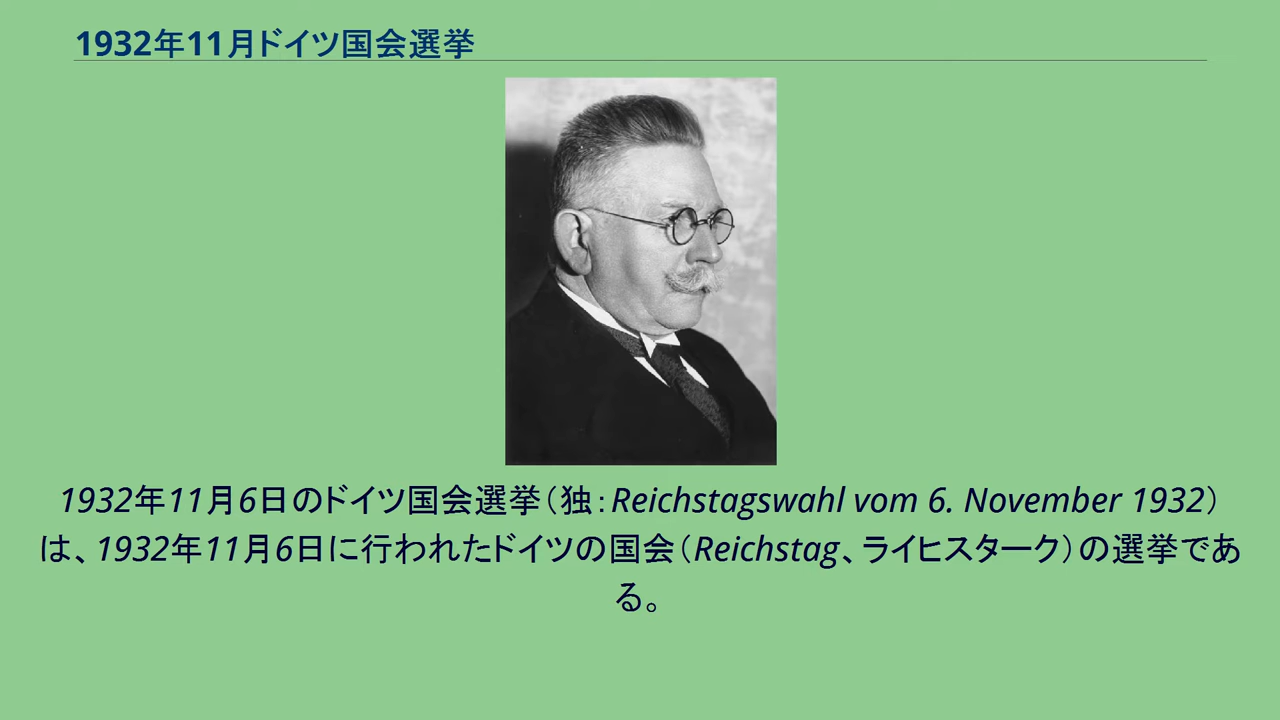 1932年11月ドイツ国会選挙
1932年11月6日のドイツ国会選挙（独：Reichstagswahl vom 6. November 1932）
は、1932年11月6日に行われたドイツの国会（Reichstag、ライヒスターク）の選挙であ
る。